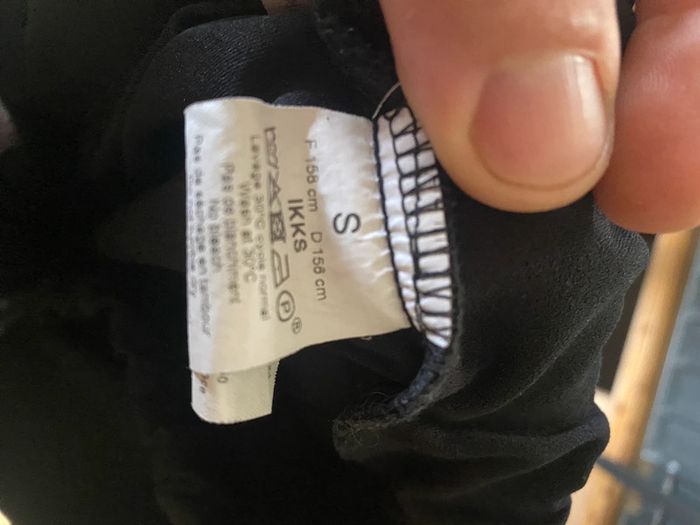 S
F 158 cm D 158 cm
IKKS
P ®
Lavage 30°C cycle normal
Wash at 30°C
Pas de blanchiment
No bleach
Pas de séchage en tambour